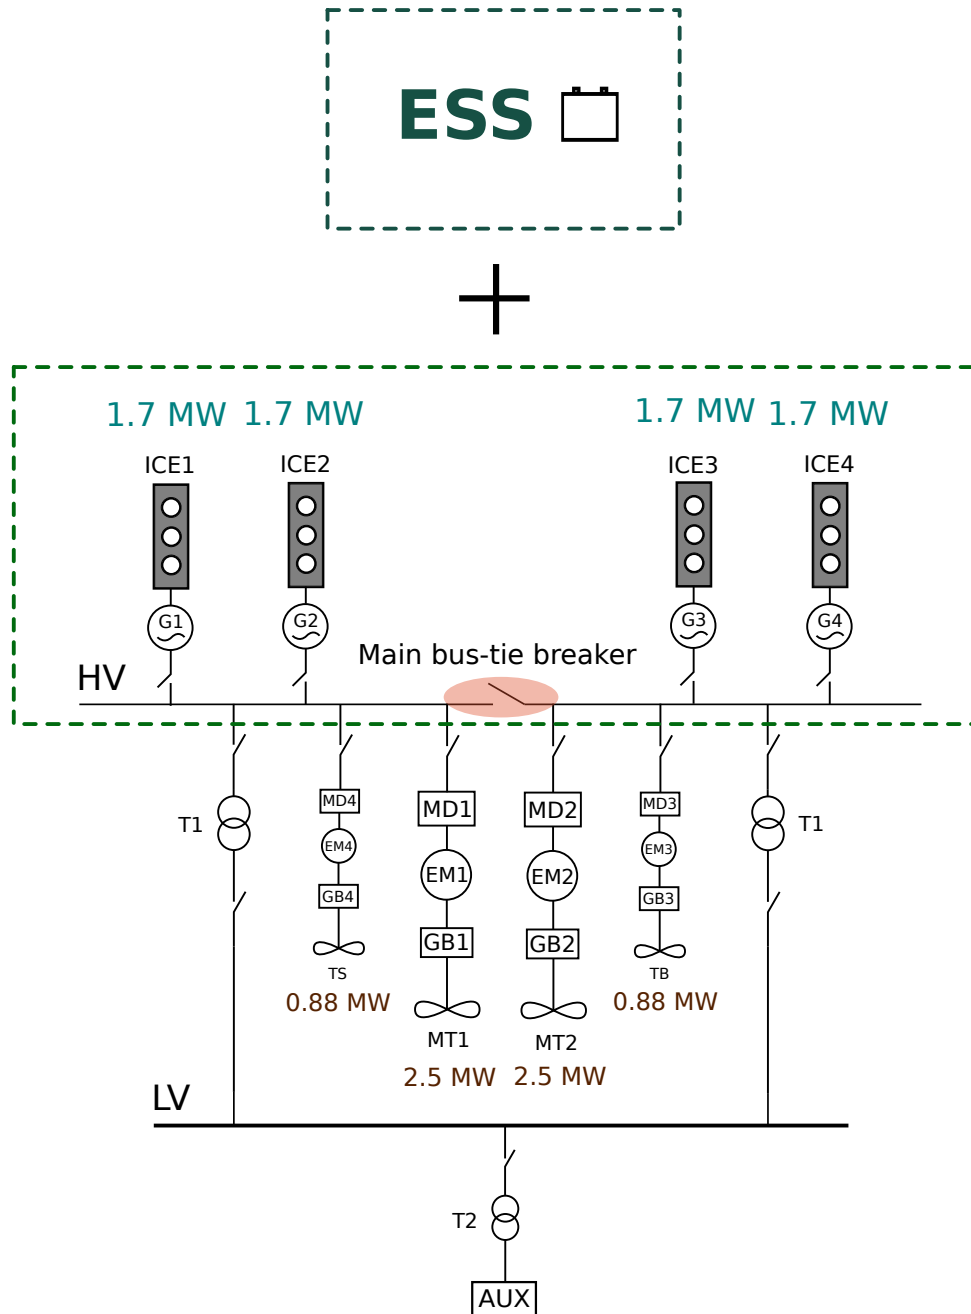 ESS
1.7 MW 1.7 MW 1.7 MW 1.7 MW
ICE1 ICE2 ICE3 ICE4
G1 G2 G3 G4
Main bus-tie breaker
HV
MD4 MD1 MD2 MD3
T1 T1
EM4 EM1 EM2 EM3
GB4 GB1 GB2 GB3
TS TB
0.88 MW 0.88 MW
MT1 MT2
2.5 MW 2.5 MW
LV
T2
AUX